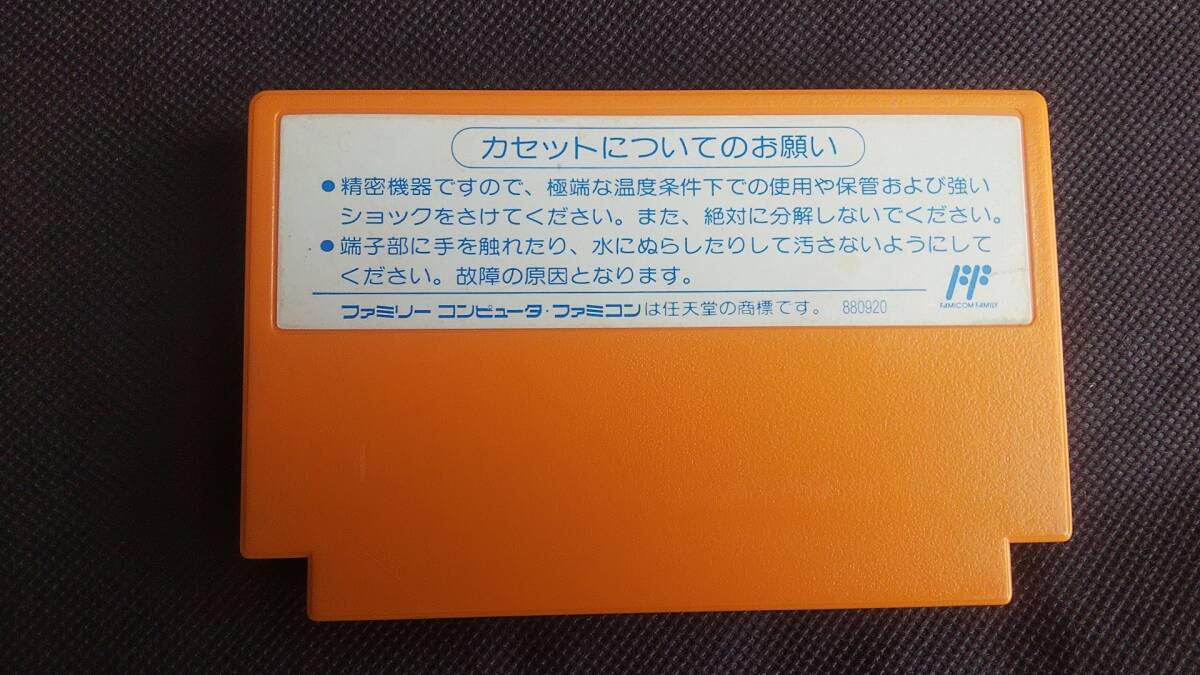 カセットについてのお願い
●精密機器ですので、極端な温度条件下での使用や保管および強い
ショックをさけてください。また、絶対に分解しないでください。
●端子部に手を触れたり、水にぬらしたりして汚さないようにして
ください。故障の原因となります。
FAMICOM FAMILY
ファミリー コンピュータ・ファミコンは任天堂の商標です。 880920